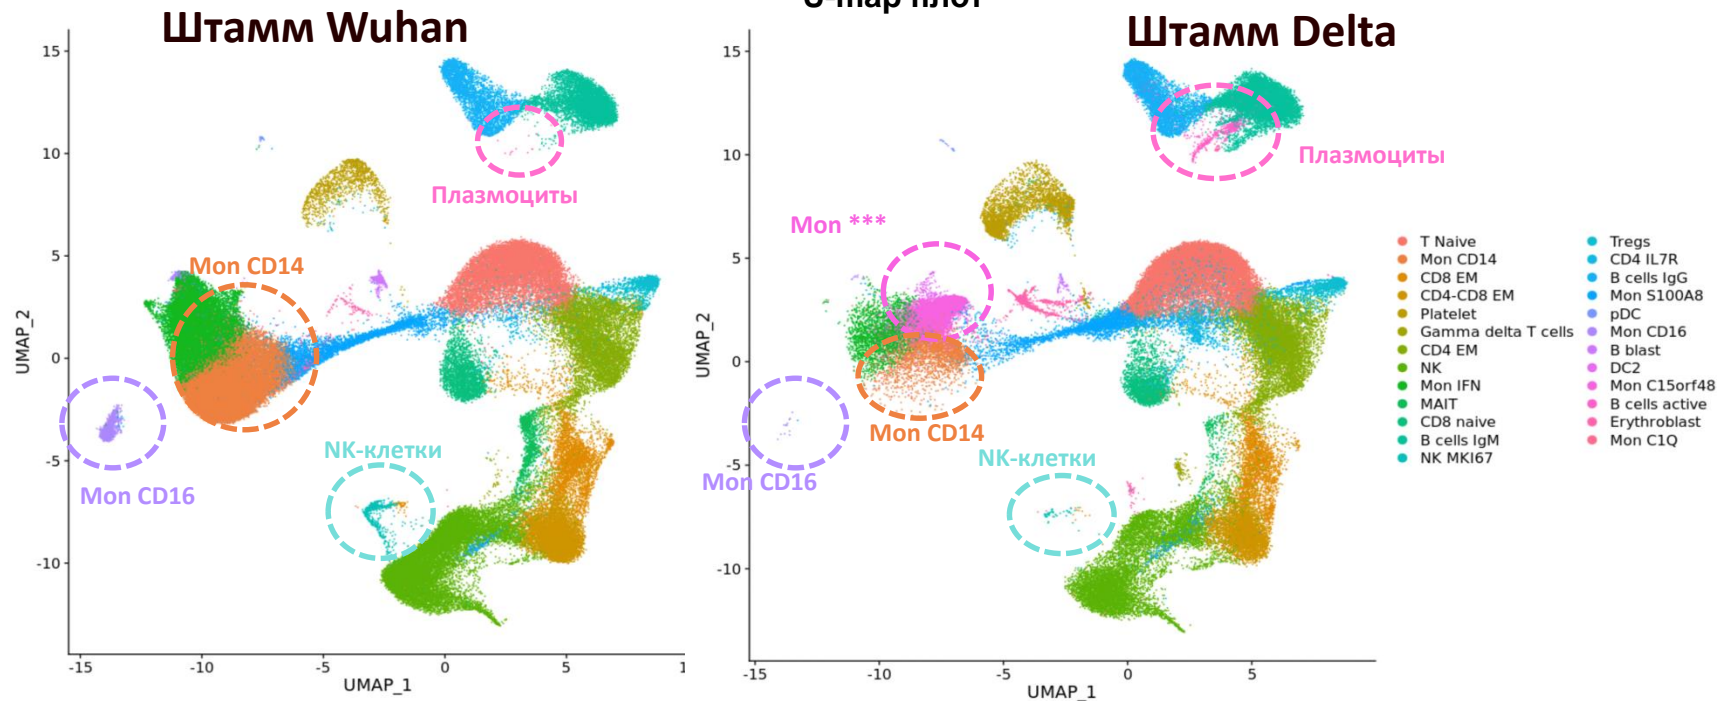 U-map плот
Штамм Wuhan
Штамм Delta
15
10
5
0
-5
-10
UMAP_2
-15
-10
-5
0
5
1
UMAP_1
Плазмоциты
Mon CD14
Mon CD16
NK-клетки
15
10
5
0
-5
-10
UMAP_2
-15
-10
-5
0
5
UMAP_1
Плазмоциты
Mon ***
Mon CD14
Mon CD16
NK-клетки
T Naive
Mon CD14
CD8 EM
CD4-CD8 EM
Platelet
Gamma delta T cells
CD4 EM
NK
Mon IFN
MAIT
CD8 naive
B cells IgM
NK MKI67
Tregs
CD4 IL7R
B cells IgG
Mon S100A8
pDC
Mon CD16
B blast
DC2
Mon C15orf48
B cells active
Erythroblast
Mon C1Q